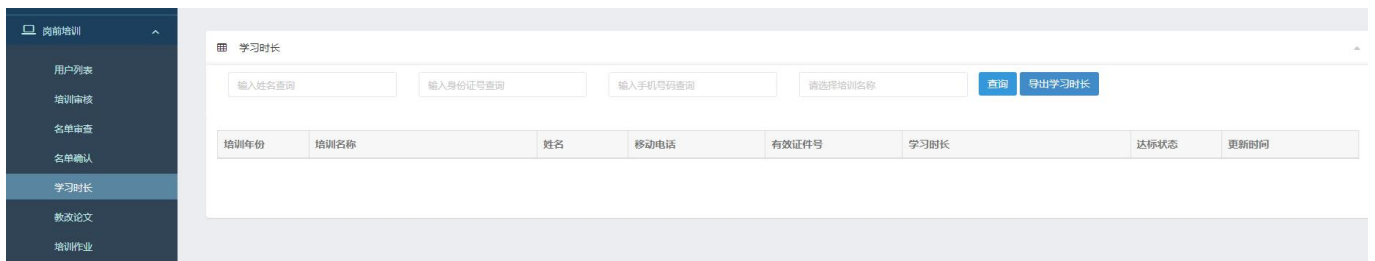 岗前培训
用户列表
培训审核
名单审查
名单确认
学习时长
教改论文
培训作业
学习时长
输入姓名查询 输入身份证号查询 输入手机号码查询 请选择培训名称 查询 导出学习时长
培训年份 培训名称 姓名 移动电话 有效证件号 学习时长 达标状态 更新时间